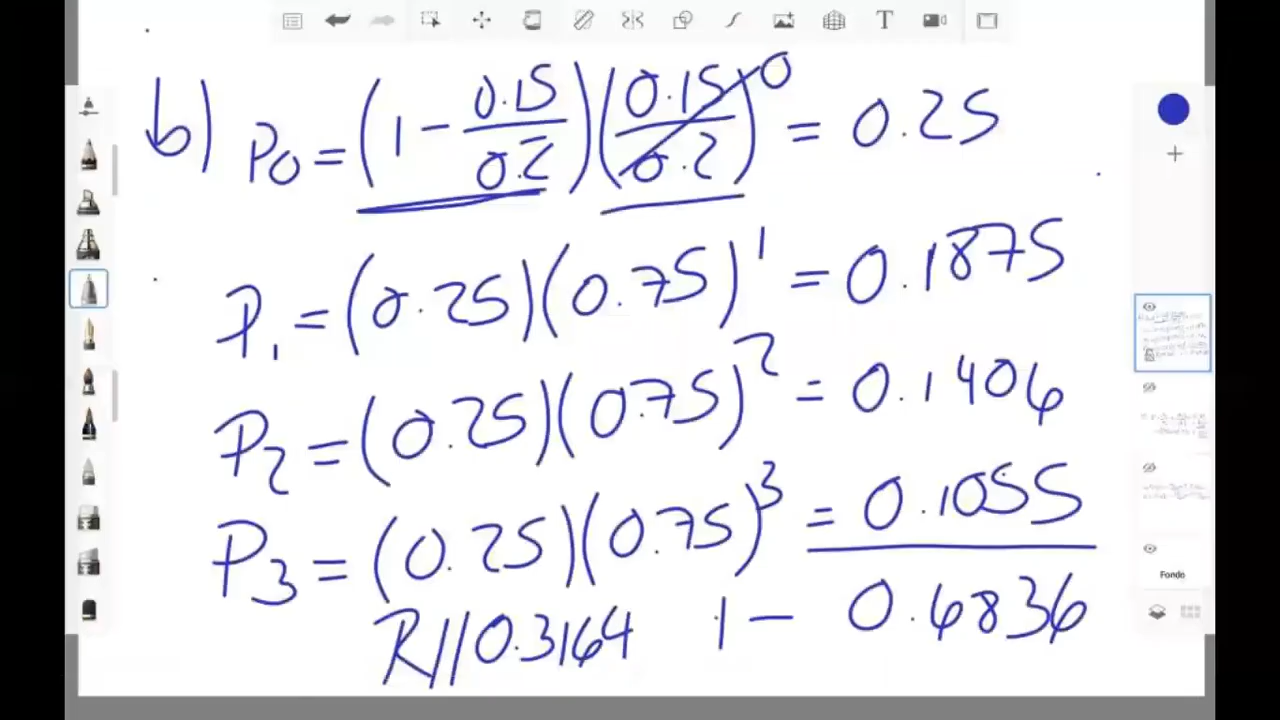 b) P0 = (1 - 0.15/0.2)(0.15/0.2)^0 = 0.25
P1 = (0.25)(0.75)^1 = 0.1875
P2 = (0.25)(0.75)^2 = 0.1406
P3 = (0.25)(0.75)^3 = 0.1055
R//0.3164 1 - 0.6836
T
Fondo